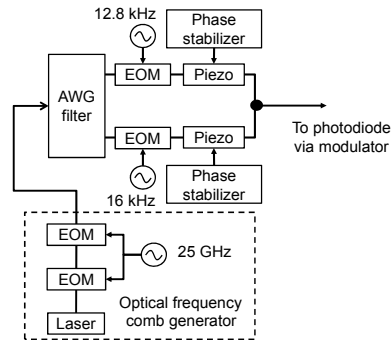 12.8 kHz
Phase
stabilizer
EOM
Piezo
AWG
filter
EOM
Piezo
To photodiode
via modulator
16 kHz
Phase
stabilizer
EOM
25 GHz
EOM
Optical frequency
comb generator
Laser